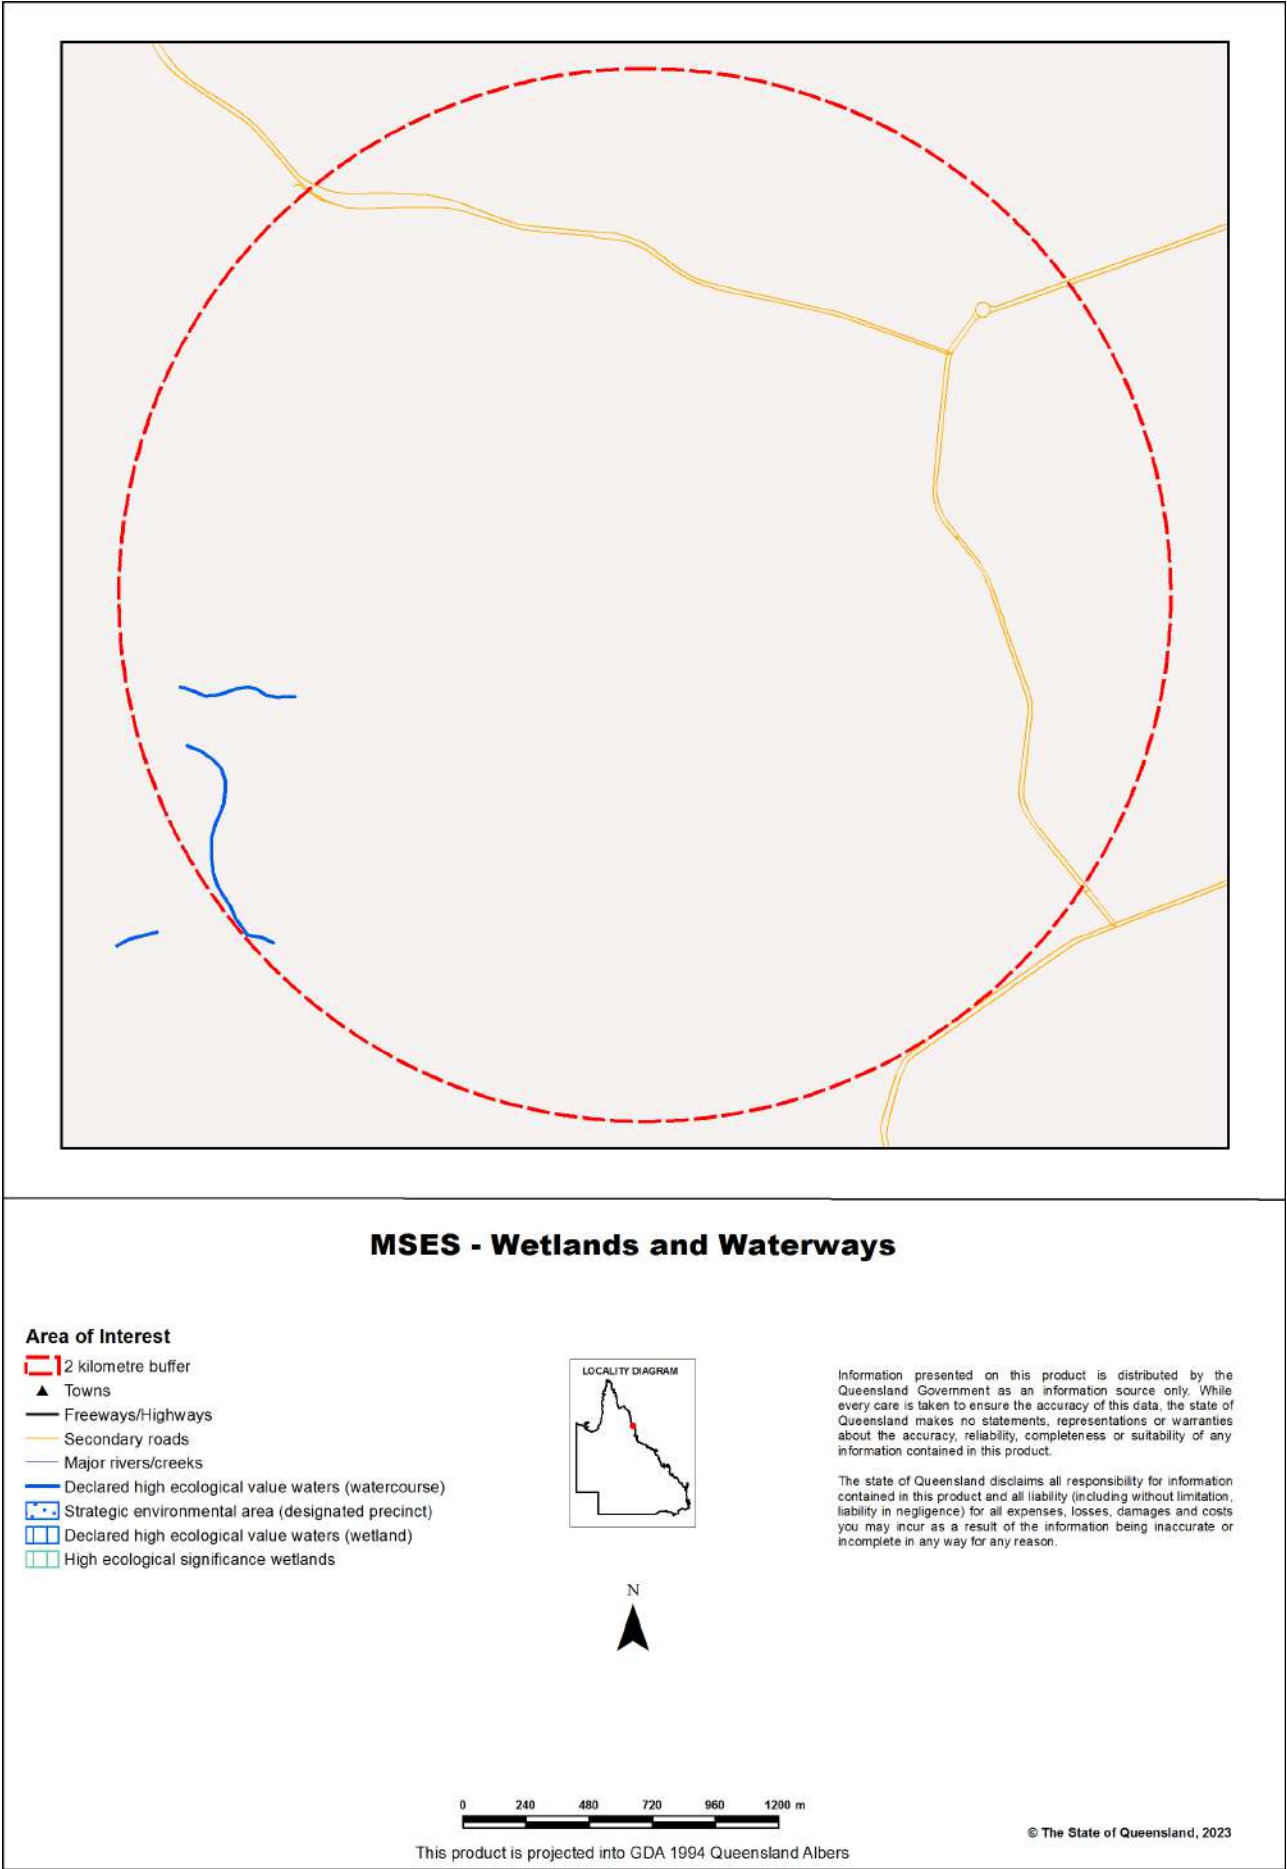 MSES - Wetlands and Waterways
Area of Interest
2 kilometre buffer
Towns
Freeways/Highways
Secondary roads
Major rivers/creeks
Declared high ecological value waters (watercourse)
Strategic environmental area (designated precinct)
Declared high ecological value waters (wetland)
High ecological significance wetlands
LOCALITY DIAGRAM
N
Information presented on this product is distributed by the
Queensland Government as an information source only. While
every care is taken to ensure the accuracy of this data, the state of
Queensland makes no statements, representations or warranties
about the accuracy, reliability, completeness or suitability of any
information contained in this product.
The state of Queensland disclaims all responsibility for information
contained in this product and all liability (including without limitation,
liability in negligence) for all expenses, losses, damages and costs
you may incur as a result of the information being inaccurate or
incomplete in any way for any reason.
0 240 480 720 960 1200 m
This product is projected into GDA 1994 Queensland Albers
© The State of Queensland, 2023